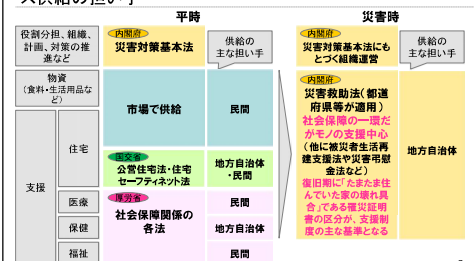 平時
災害時
役割分担、組織、
計画、対策の推
進など
内閣府
災害対策基本法
供給の
主な担い手
内閣府
災害対策基本法にも
とづく組織運営
供給の
主な担い手
物資
(食料・生活用品な
ど)
市場で供給
民間
内閣府
災害救助法(都道
府県等が適用)
社会保障の一環だ
がモノの支援中心
(他に被災者生活再
建支援法や災害弔慰
金法など)
復旧期に「たまたま住
んでいた家の壊れ具
合」である罹災証明
書の区分が、支援制
度の主な基準となる
地方自治体
支援
住宅
国交省
公営住宅法・住宅
セーフティネット法
地方自治体
・民間
医療
厚労省
社会保障関係の
各法
民間
保健
地方自治体
福祉
民間